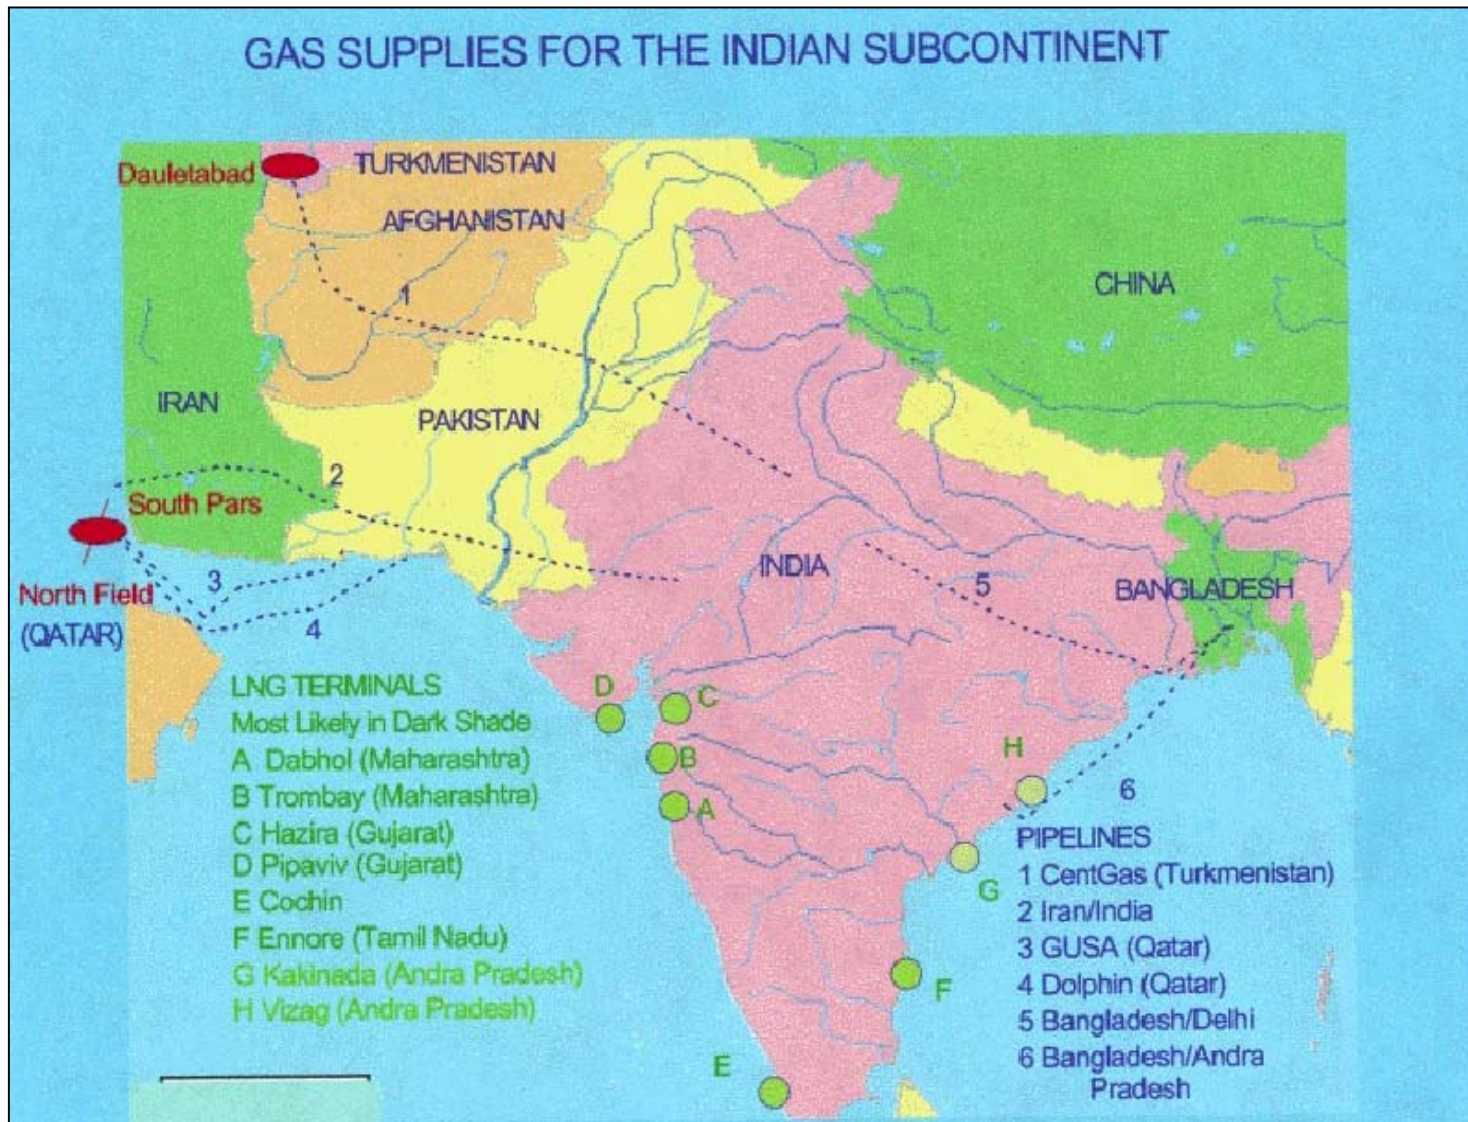 GAS SUPPLIES FOR THE INDIAN SUBCONTINENT
Dauletabad
TURKMENISTAN
AFGHANISTAN
CHINA
1
IRAN
PAKISTAN
2
South Pars
INDIA
5
BANGLADESH
3
North Field
(QATAR)
4
LNG TERMINALS
Most Likely in Dark Shade
A Dabhol (Maharashtra)
B Trombay (Maharashtra)
C Hazira (Gujarat)
D Pipaviv (Gujarat)
E Cochin
F Ennore (Tamil Nadu)
G Kakinada (Andra Pradesh)
H Vizag (Andra Pradesh)
D
C
B
A
H
6
G
F
E
PIPELINES
1 CentGas (Turkmenistan)
2 Iran/India
3 GUSA (Qatar)
4 Dolphin (Qatar)
5 Bangladesh/Delhi
6 Bangladesh/Andra
Pradesh